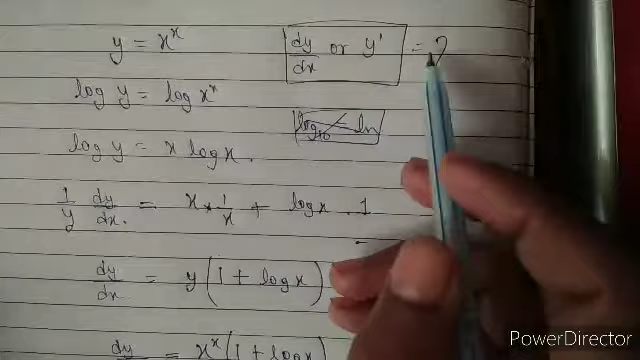 y = x^x
dy/dx or y' = ?
log y = log x^x
log10 ln
log y = x log x.
1/y dy/dx. = x * 1/x + log x . 1
dy/dx = y(1 + log x)
dy = x^x(1 + log x)
PowerDirector